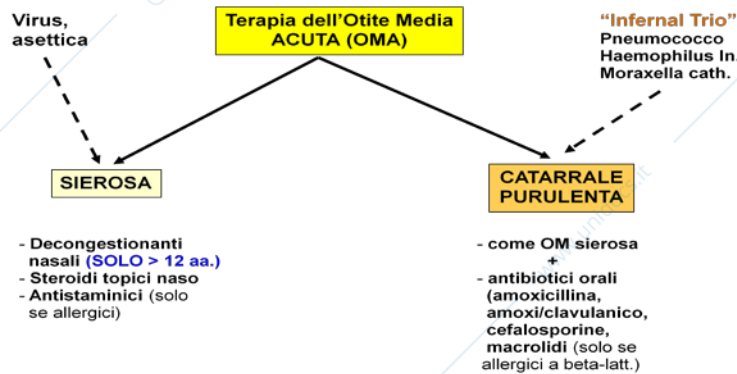 Virus,
asettica
Terapia dell'Otite Media
ACUTA (OMA)
"Infernal Trio"
Pneumococco
Haemophilus In.
Moraxella cath.
SIEROSA
CATARRALE
PURULENTA
- Decongestionanti
nasali (SOLO > 12 aa.)
- Steroidi topici naso
- Antistaminici (solo
se allergici)
- come OM sierosa
+
- antibiotici orali
(amoxicillina,
amoxi/clavulanico,
cefalosporine,
macrolidi (solo se
allergici a beta-latt.)